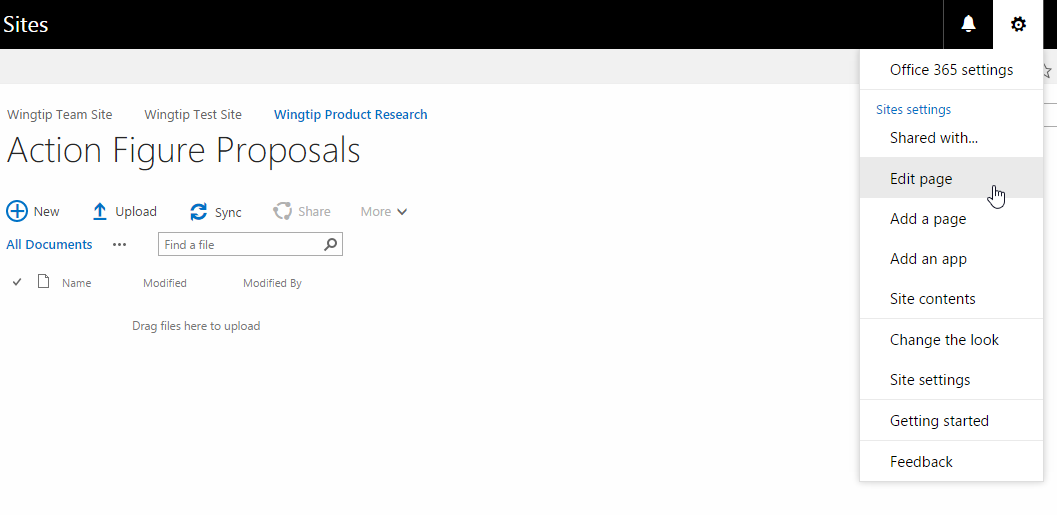 Sites
Office 365 settings
Sites settings
Shared with...
Edit page
Add a page
Add an app
Site contents
Change the look
Site settings
Getting started
Feedback
Wingtip Team Site Wingtip Test Site Wingtip Product Research
Action Figure Proposals
New Upload Sync Share More
All Documents ••• Find a file
Name Modified Modified By
Drag files here to upload